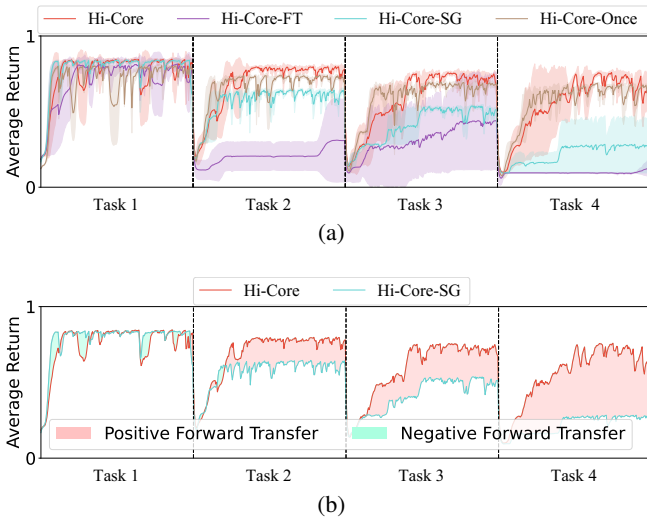 Hi-Core Hi-Core-FT Hi-Core-SG Hi-Core-Once
1
Average Return
0
Task 1 Task 2 Task 3 Task 4
(a)
Hi-Core Hi-Core-SG
1
Average Return
Positive Forward Transfer Negative Forward Transfer
0
Task 1 Task 2 Task 3 Task 4
(b)